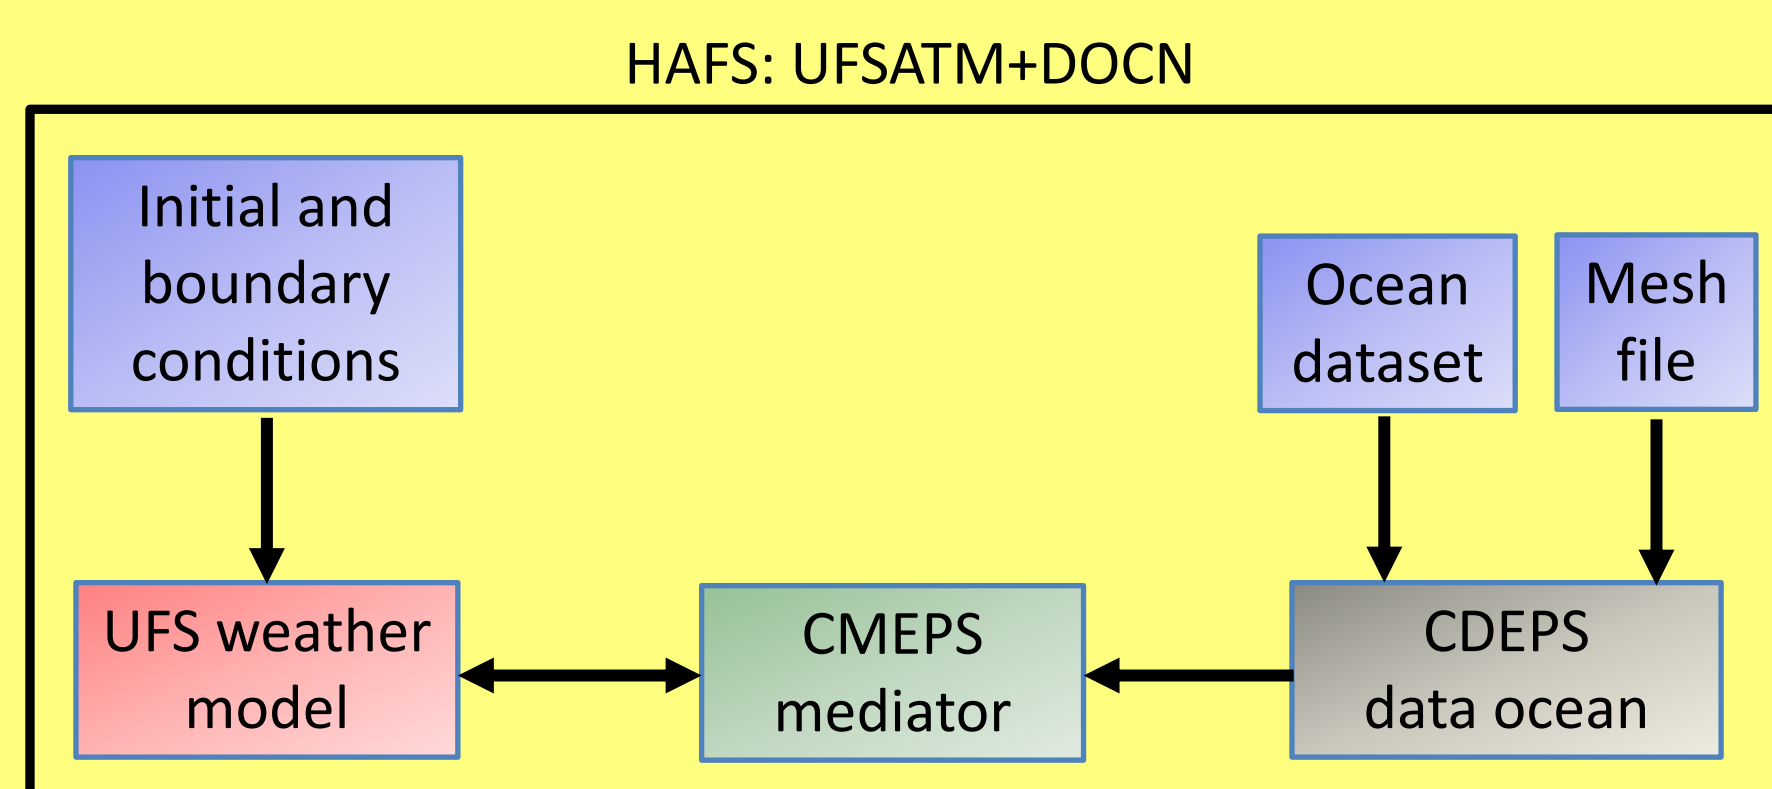 HAFS: UFSATM+DOCN
Initial and
boundary
conditions
Ocean
dataset
Mesh
file
UFS weather
model
CMEPS
mediator
CDEPS
data ocean